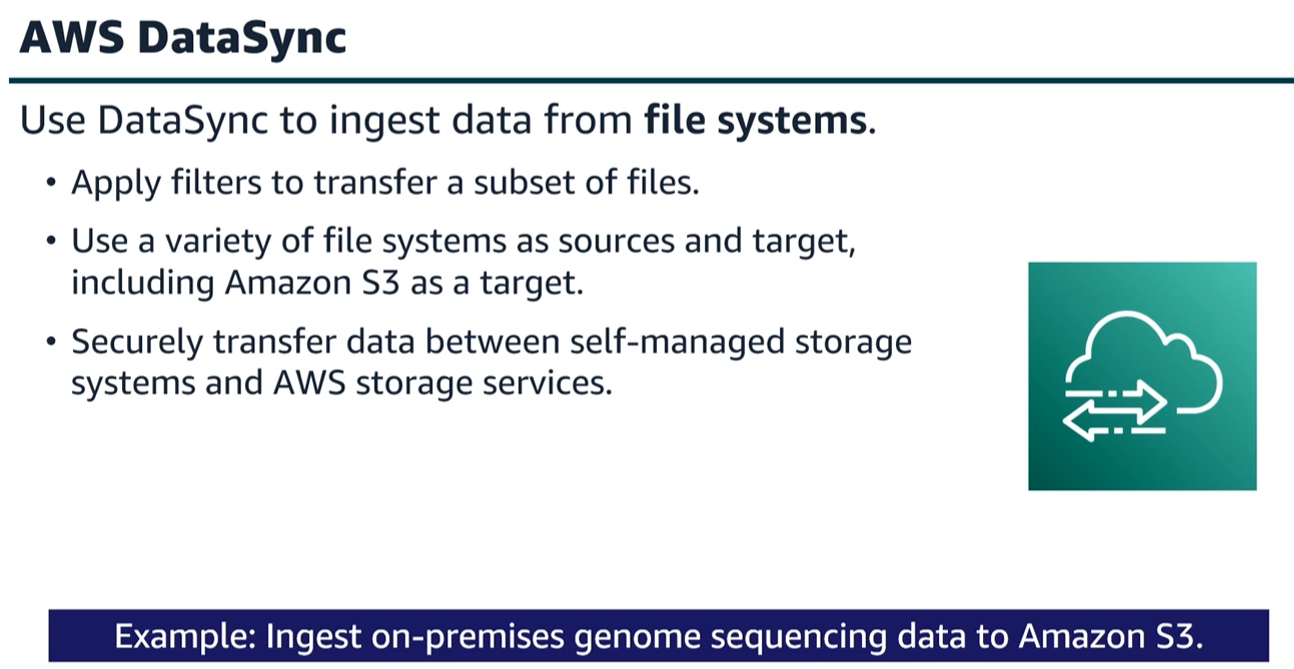 AWS DataSync
Use DataSync to ingest data from file systems.
• Apply filters to transfer a subset of files.
• Use a variety of file systems as sources and target,
including Amazon S3 as a target.
• Securely transfer data between self-managed storage
systems and AWS storage services.
Example: Ingest on-premises genome sequencing data to Amazon S3.